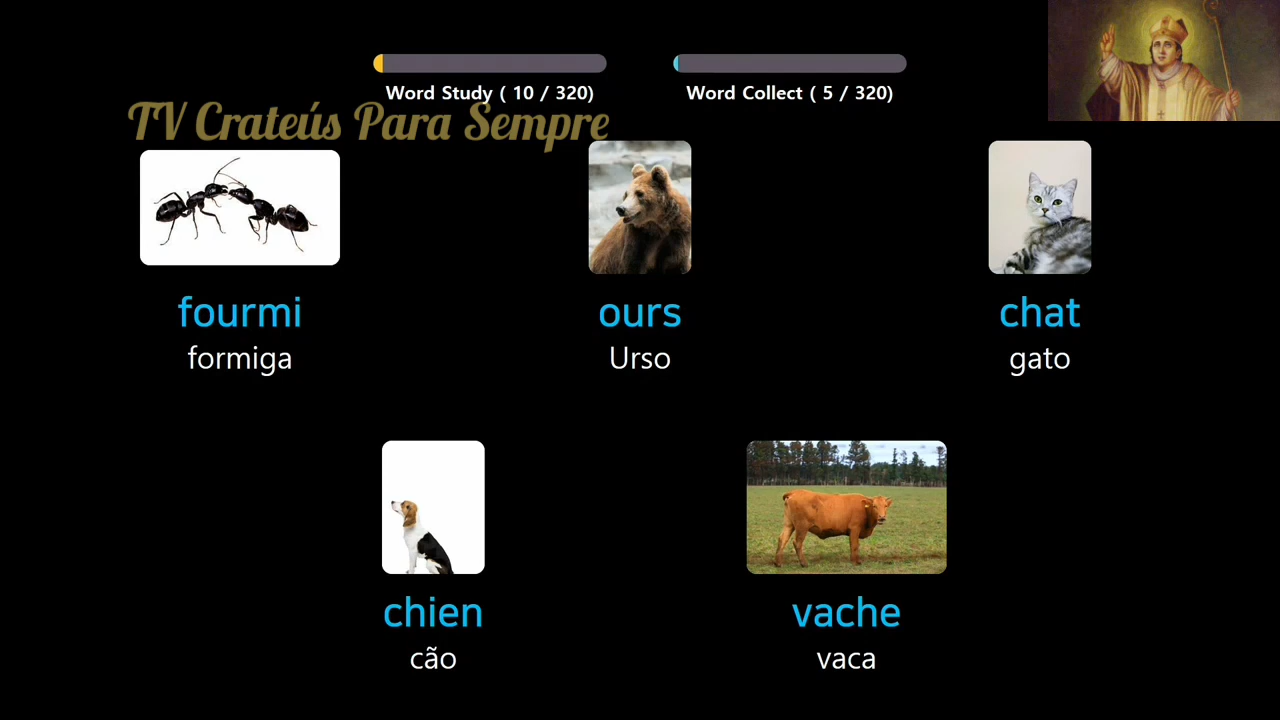 Word Study ( 10 / 320)
Word Collect ( 5 / 320)
TV Crateús Para Sempre
fourmi
formiga
ours
Urso
chat
gato
chien
cão
vache
vaca